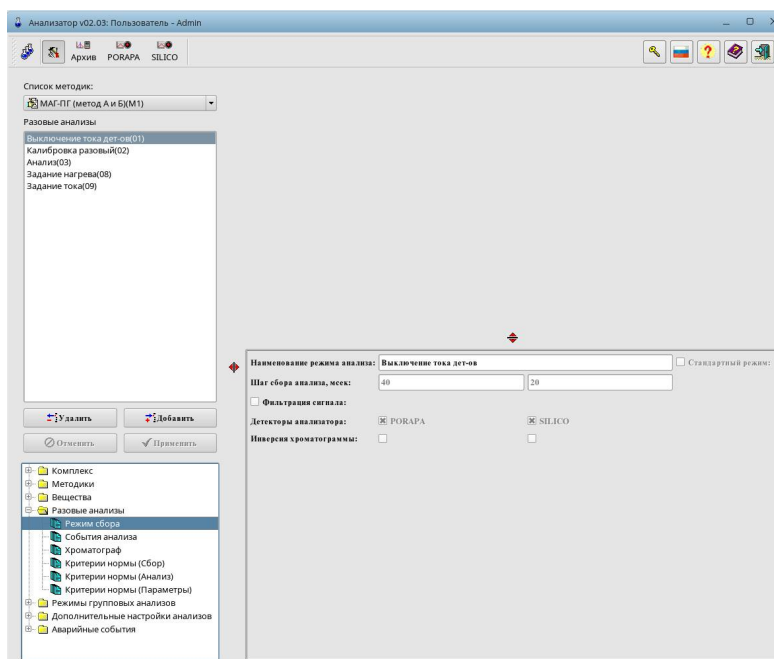 Анализатор v02.03: Пользователь - Admin
Архив PORAPA SILICO
Список методик:
МАГ-ПГ (метод А и Б)(М1)
Разовые анализы
Выключение тока дет-ов(01)
Калибровка разовый(02)
Анализ(03)
Задание нагрева(08)
Задание тока(09)
Удалить Добавить
Отменить Применить
Комплекс
Методики
Вещества
Разовые анализы
Режим сбора
События анализа
Хроматограф
Критерии нормы (Сбор)
Критерии нормы (Анализ)
Критерии нормы (Параметры)
Режимы групповых анализов
Дополнительные настройки анализов
Аварийные события
Наименование режима анализа: Выключение тока дет-ов Стандартный режим:
Шаг сбора анализа, мсек: 40 20
Фильтрация сигнала:
Детекторы анализатора: PORAPA SILICO
Инверсия хроматограммы: